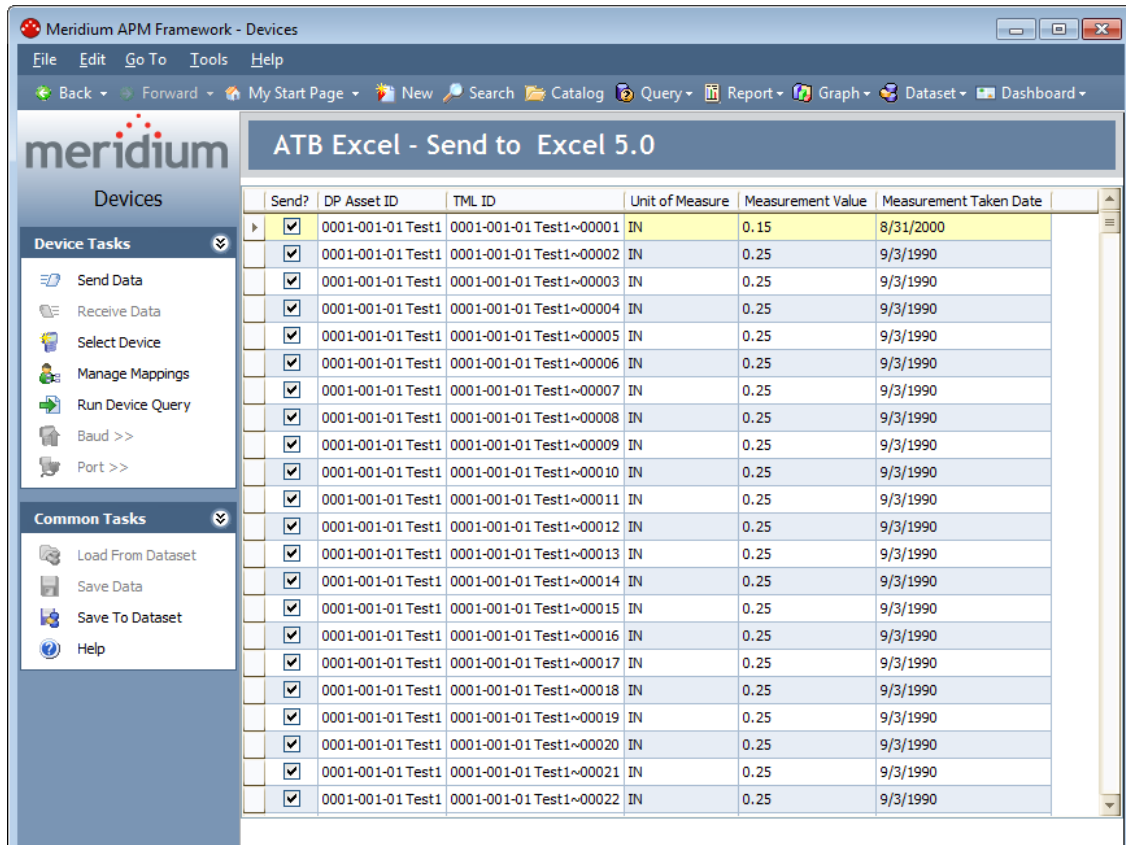 Meridium APM Framework - Devices
File Edit Go To Tools Help
Back Forward My Start Page New Search Catalog Query Report Graph Dataset Dashboard
meridium
ATB Excel - Send to Excel 5.0
Devices
Device Tasks
Send Data
Receive Data
Select Device
Manage Mappings
Run Device Query
Baud >>
Port >>
Common Tasks
Load From Dataset
Save Data
Save To Dataset
Help
Send? DP Asset ID TML ID Unit of Measure Measurement Value Measurement Taken Date
0001-001-01 Test1 0001-001-01 Test1~00001 IN 0.15 8/31/2000
0001-001-01 Test1 0001-001-01 Test1~00002 IN 0.25 9/3/1990
0001-001-01 Test1 0001-001-01 Test1~00003 IN 0.25 9/3/1990
0001-001-01 Test1 0001-001-01 Test1~00004 IN 0.25 9/3/1990
0001-001-01 Test1 0001-001-01 Test1~00005 IN 0.25 9/3/1990
0001-001-01 Test1 0001-001-01 Test1~00006 IN 0.25 9/3/1990
0001-001-01 Test1 0001-001-01 Test1~00007 IN 0.25 9/3/1990
0001-001-01 Test1 0001-001-01 Test1~00008 IN 0.25 9/3/1990
0001-001-01 Test1 0001-001-01 Test1~00009 IN 0.25 9/3/1990
0001-001-01 Test1 0001-001-01 Test1~00010 IN 0.25 9/3/1990
0001-001-01 Test1 0001-001-01 Test1~00011 IN 0.25 9/3/1990
0001-001-01 Test1 0001-001-01 Test1~00012 IN 0.25 9/3/1990
0001-001-01 Test1 0001-001-01 Test1~00013 IN 0.25 9/3/1990
0001-001-01 Test1 0001-001-01 Test1~00014 IN 0.25 9/3/1990
0001-001-01 Test1 0001-001-01 Test1~00015 IN 0.25 9/3/1990
0001-001-01 Test1 0001-001-01 Test1~00016 IN 0.25 9/3/1990
0001-001-01 Test1 0001-001-01 Test1~00017 IN 0.25 9/3/1990
0001-001-01 Test1 0001-001-01 Test1~00018 IN 0.25 9/3/1990
0001-001-01 Test1 0001-001-01 Test1~00019 IN 0.25 9/3/1990
0001-001-01 Test1 0001-001-01 Test1~00020 IN 0.25 9/3/1990
0001-001-01 Test1 0001-001-01 Test1~00021 IN 0.25 9/3/1990
0001-001-01 Test1 0001-001-01 Test1~00022 IN 0.25 9/3/1990